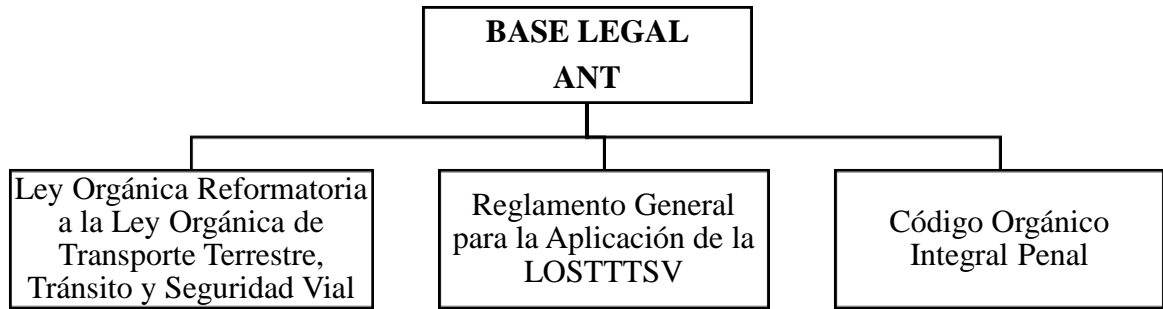 BASE LEGAL
ANT
Ley Orgánica Reformatoria
a la Ley Orgánica de
Transporte Terrestre,
Tránsito y Seguridad Vial
Reglamento General
para la Aplicación de la
LOSTTTSV
Código Orgánico
Integral Penal